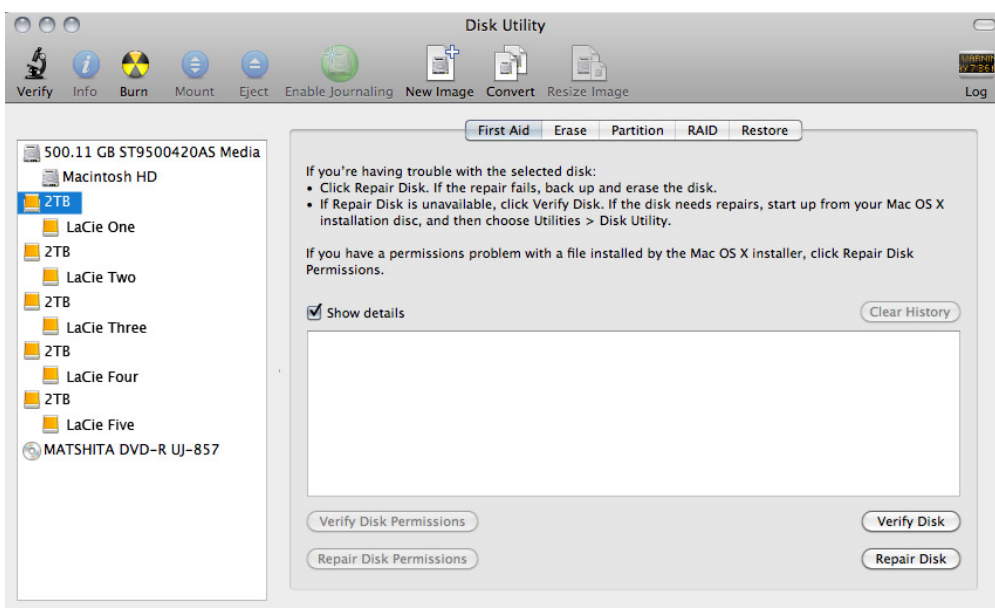 Disk Utility
Verify Info Burn Mount Eject Enable Journaling New Image Convert Resize Image Log
First Aid Erase Partition RAID Restore
500.11 GB ST9500420AS Media
Macintosh HD
2TB
LaCie One
2TB
LaCie Two
2TB
LaCie Three
2TB
LaCie Four
2TB
LaCie Five
MATSHITA DVD-R UJ-857
If you're having trouble with the selected disk:
• Click Repair Disk. If the repair fails, back up and erase the disk.
• If Repair Disk is unavailable, click Verify Disk. If the disk needs repairs, start up from your Mac OS X
installation disc, and then choose Utilities > Disk Utility.
If you have a permissions problem with a file installed by the Mac OS X installer, click Repair Disk
Permissions.
Show details
Clear History
Verify Disk Permissions
Verify Disk
Repair Disk Permissions
Repair Disk